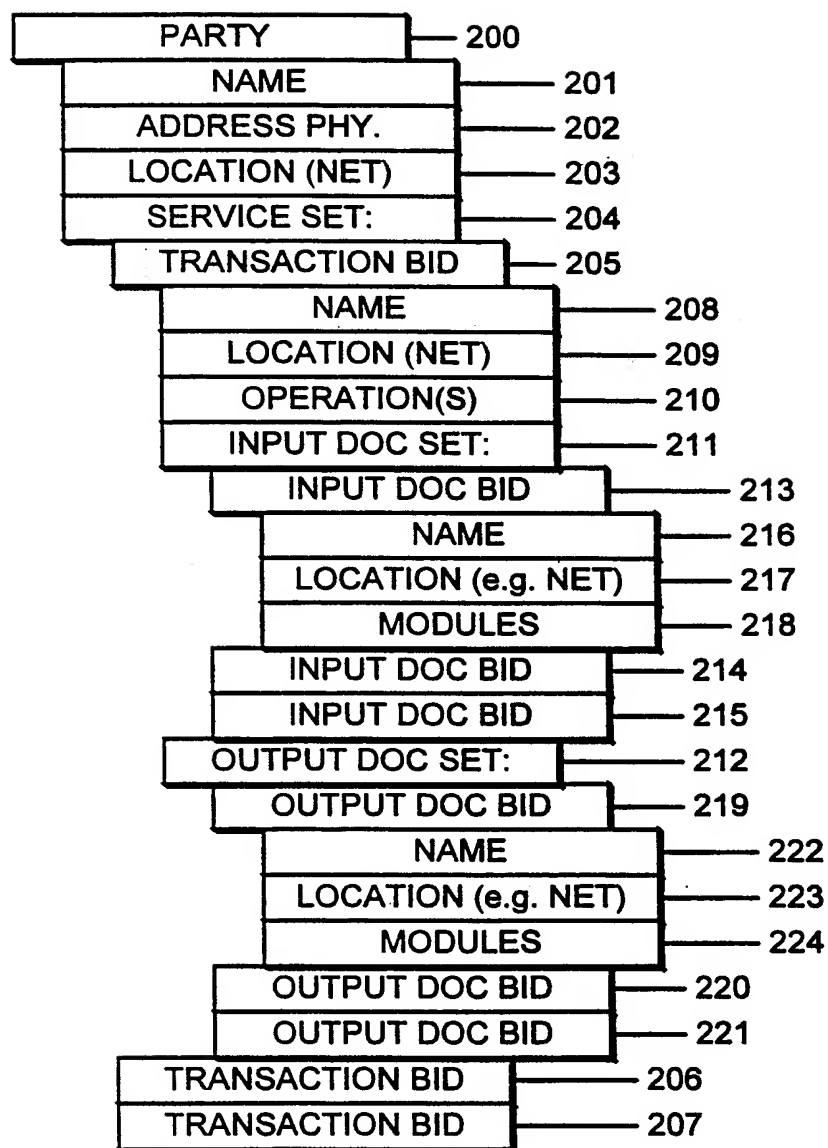 PARTY 200
NAME 201
ADDRESS PHY. 202
LOCATION (NET) 203
SERVICE SET: 204
TRANSACTION BID 205
NAME 208
LOCATION (NET) 209
OPERATION(S) 210
INPUT DOC SET: 211
INPUT DOC BID 213
NAME 216
LOCATION (e.g. NET) 217
MODULES 218
INPUT DOC BID 214
INPUT DOC BID 215
OUTPUT DOC SET: 212
OUTPUT DOC BID 219
NAME 222
LOCATION (e.g. NET) 223
MODULES 224
OUTPUT DOC BID 220
OUTPUT DOC BID 221
TRANSACTION BID 206
TRANSACTION BID 207